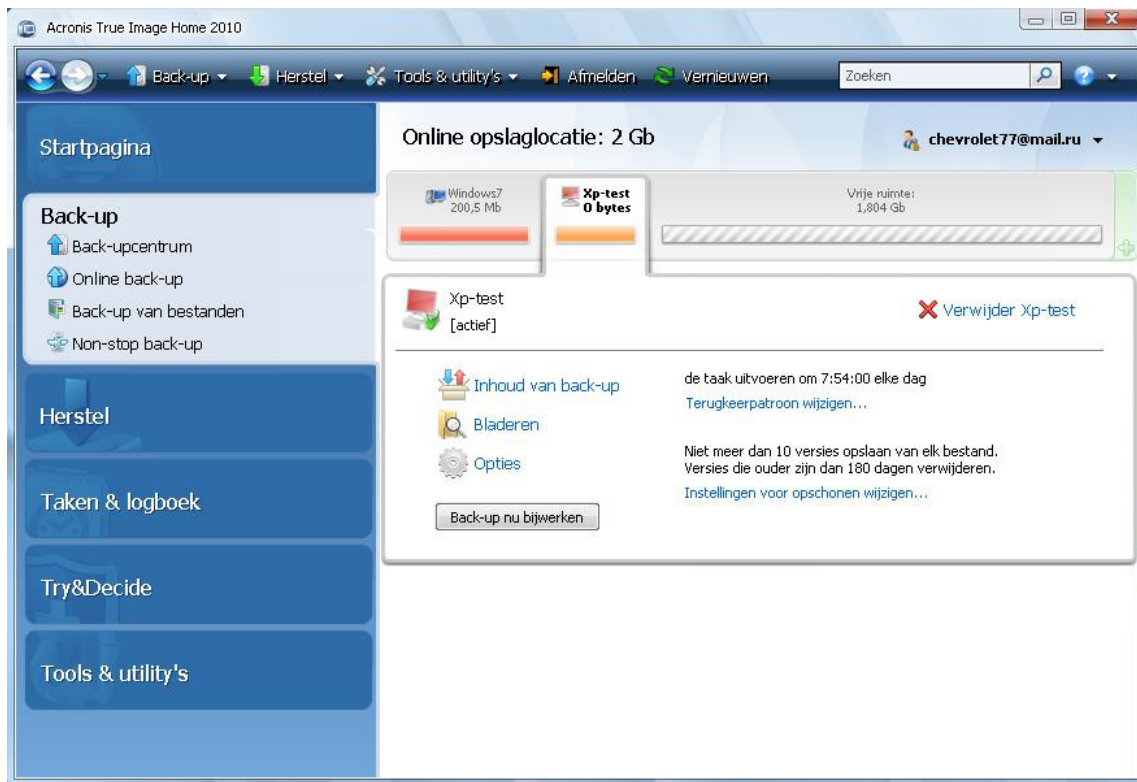 Acronis True Image Home 2010
Back-up
Herstel
Tools & utility's
Afmelden
Vernieuwen
Zoeken
Startpagina
Back-up
Back-upcentrum
Online back-up
Back-up van bestanden
Non-stop back-up
Herstel
Taken & logboek
Try&Decide
Tools & utility's
Online opslaglocatie: 2 Gb
chevrolet77@mail.ru
Windows7
200,5 Mb
Xp-test
0 bytes
Vrije ruimte:
1,804 Gb
Xp-test
[actief]
Verwijder Xp-test
Inhoud van back-up
Bladeren
Opties
Back-up nu bijwerken
de taak uitvoeren om 7:54:00 elke dag
Terugkeerpatroon wijzigen...
Niet meer dan 10 versies opslaan van elk bestand.
Versies die ouder zijn dan 180 dagen verwijderen.
Instellingen voor opschonen wijzigen...